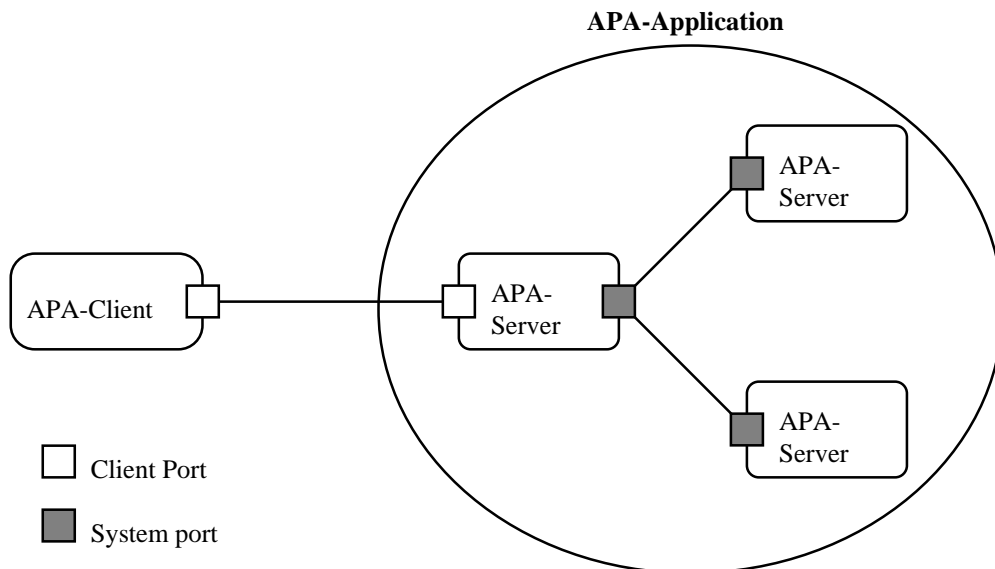 APA-Application
APA-
Server
APA-Client
APA-
Server
APA-
Server
Client Port
System port